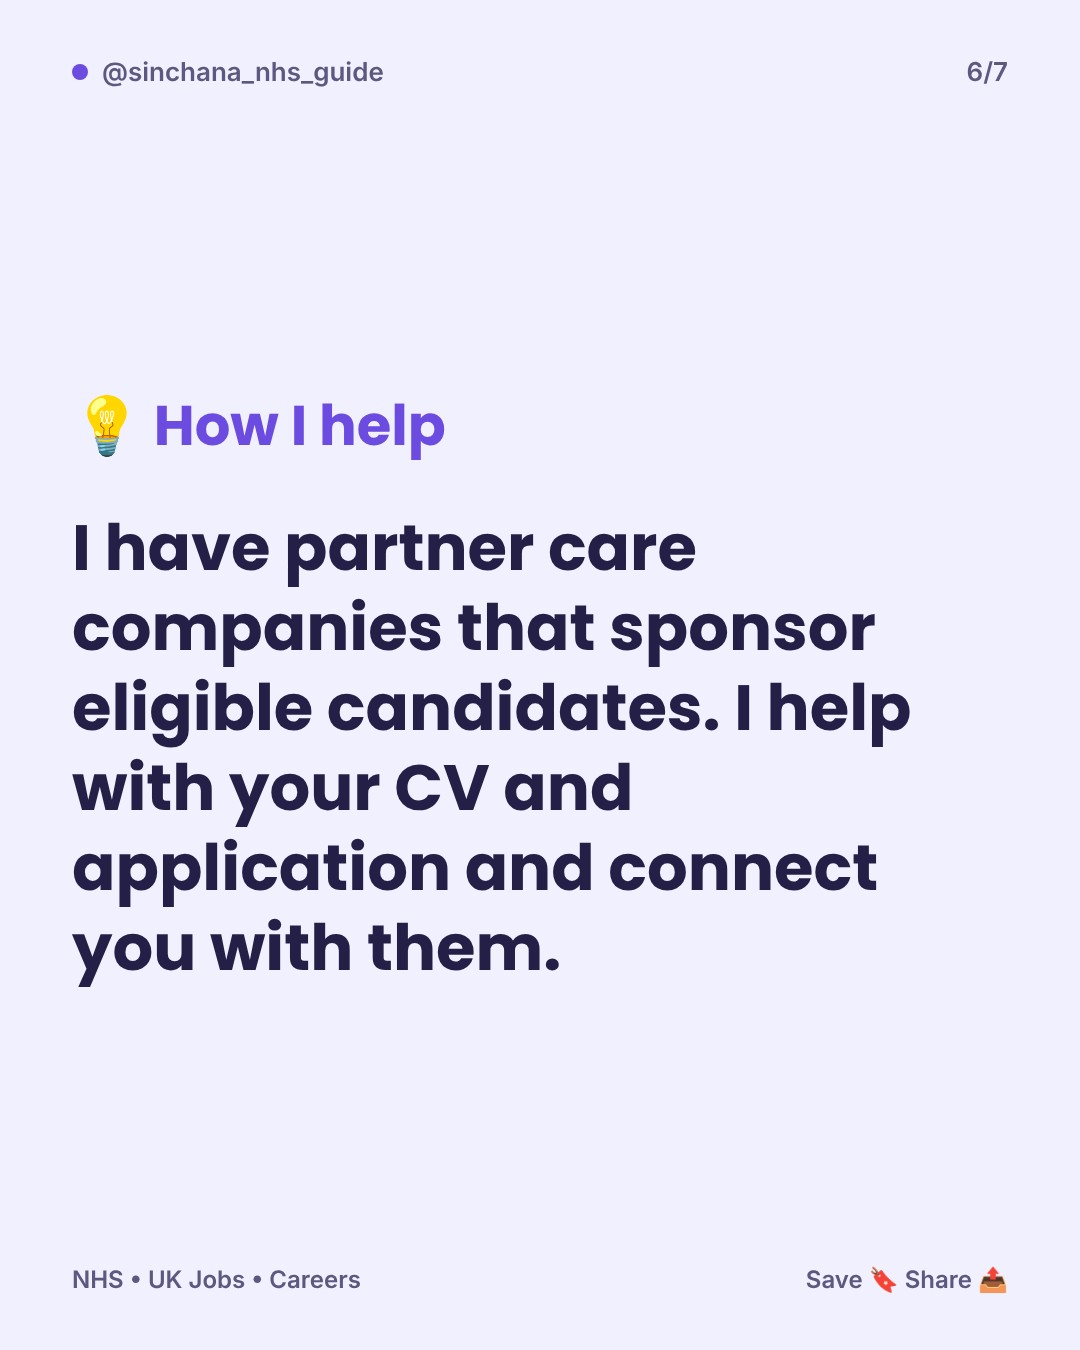 @sinchana_nhs_guide
6/7
💡 How I help
I have partner care
companies that sponsor
eligible candidates. I help
with your CV and
application and connect
you with them.
NHS • UK Jobs • Careers
Save 🔖 Share 📤